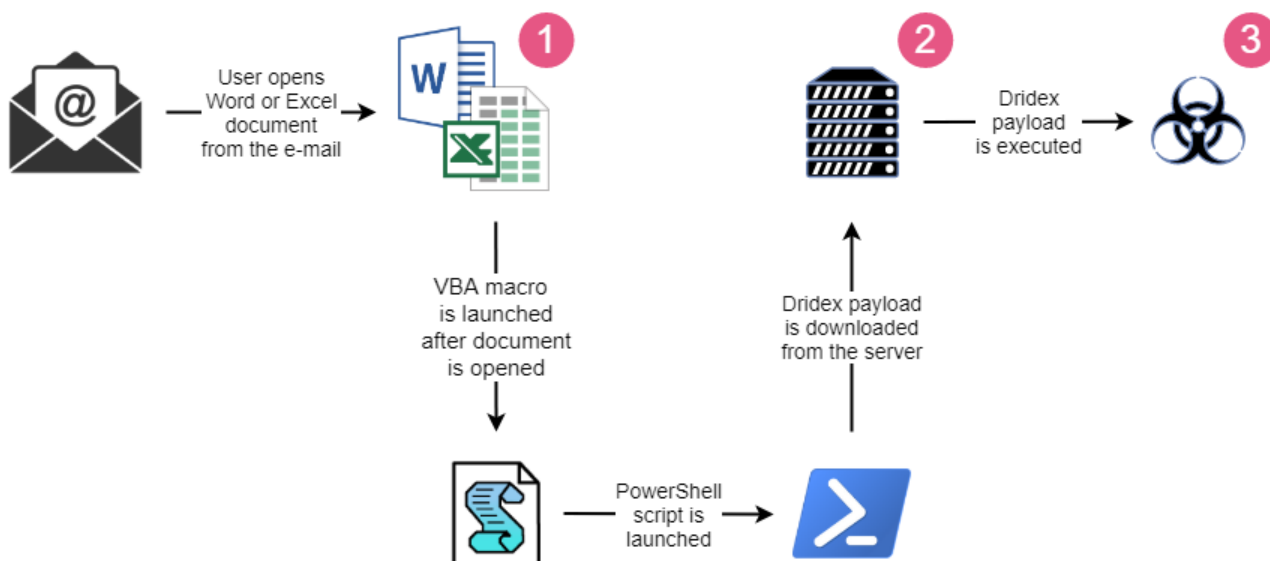 1
2
3
@
W
X
User opens
Word or Excel
document
from the e-mail
Dridex
payload
is executed
VBA macro
is launched
after document
is opened
Dridex payload
is downloaded
from the server
PowerShell
script is
launched